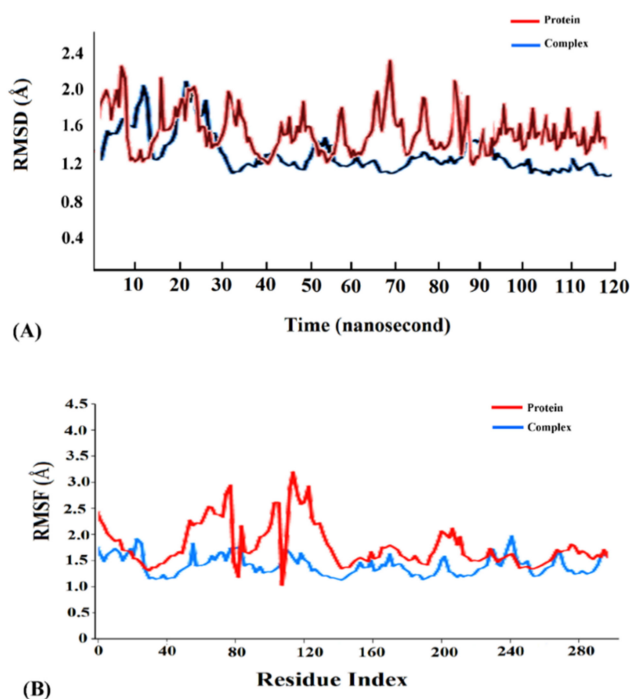 Protein
Complex
2.4
2.0
1.6
1.2
0.8
0.4
RMSD (Å)
10 20 30 40 50 60 70 80 90 100 110 120
Time (nanosecond)
(A)
Protein
Complex
4.5
4.0
3.5
3.0
2.5
2.0
1.5
1.0
0.5
0
RMSF (Å)
0 40 80 120 160 200 240 280
Residue Index
(B)